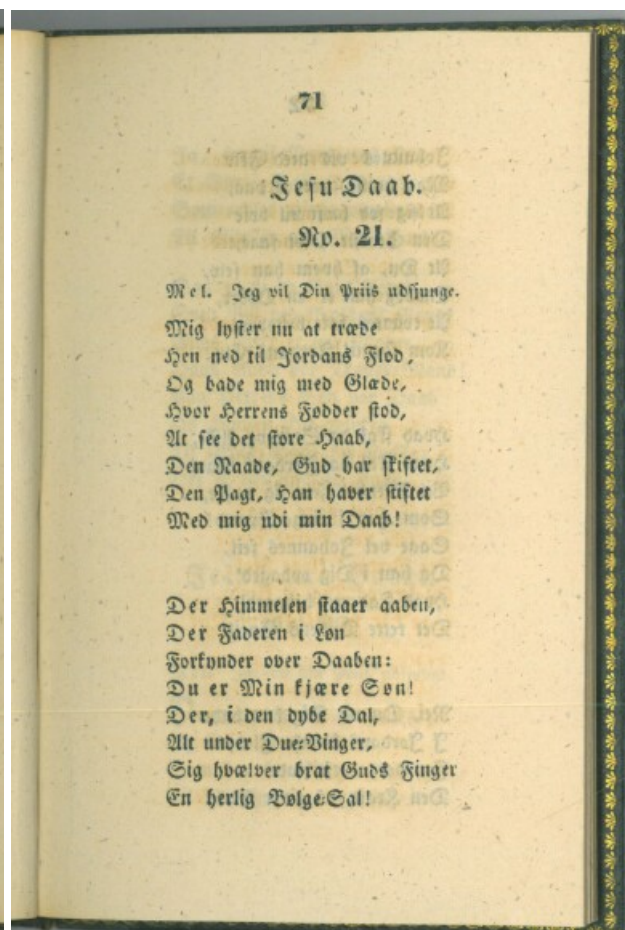 71
Jesu Daab.
No. 21.
Mel. Jeg vil Din Priis udsjunge.
Mig lyster nu at træde
Hen ned til Jordans Flod,
Og bade mig med Glæde,
Hvor Herrens Fødder stod,
At see det store Haab,
Den Naade, Gud har skiftet,
Den Pagt, Han haver stiftet
Med mig udi min Daab!
Der Himmelen staaer aaben,
Der Faderen i Løn
Forkynder over Daaben:
Du er Min kjære Søn!
Der, i den dybe Dal,
Alt under Due-Vinger,
Sig hvælver brat Guds Finger
En herlig Bølge-Sal!